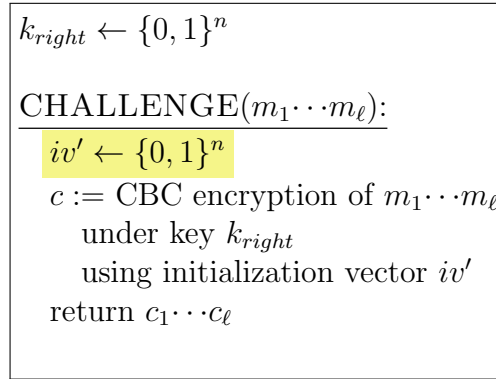 k_{right} ← {0, 1}^n
CHALLENGE(m_1⋯m_ℓ):
iv′ ← {0, 1}^n
c := CBC encryption of m_1⋯m_ℓ
under key k_{right}
using initialization vector iv′
return c_1⋯c_ℓ